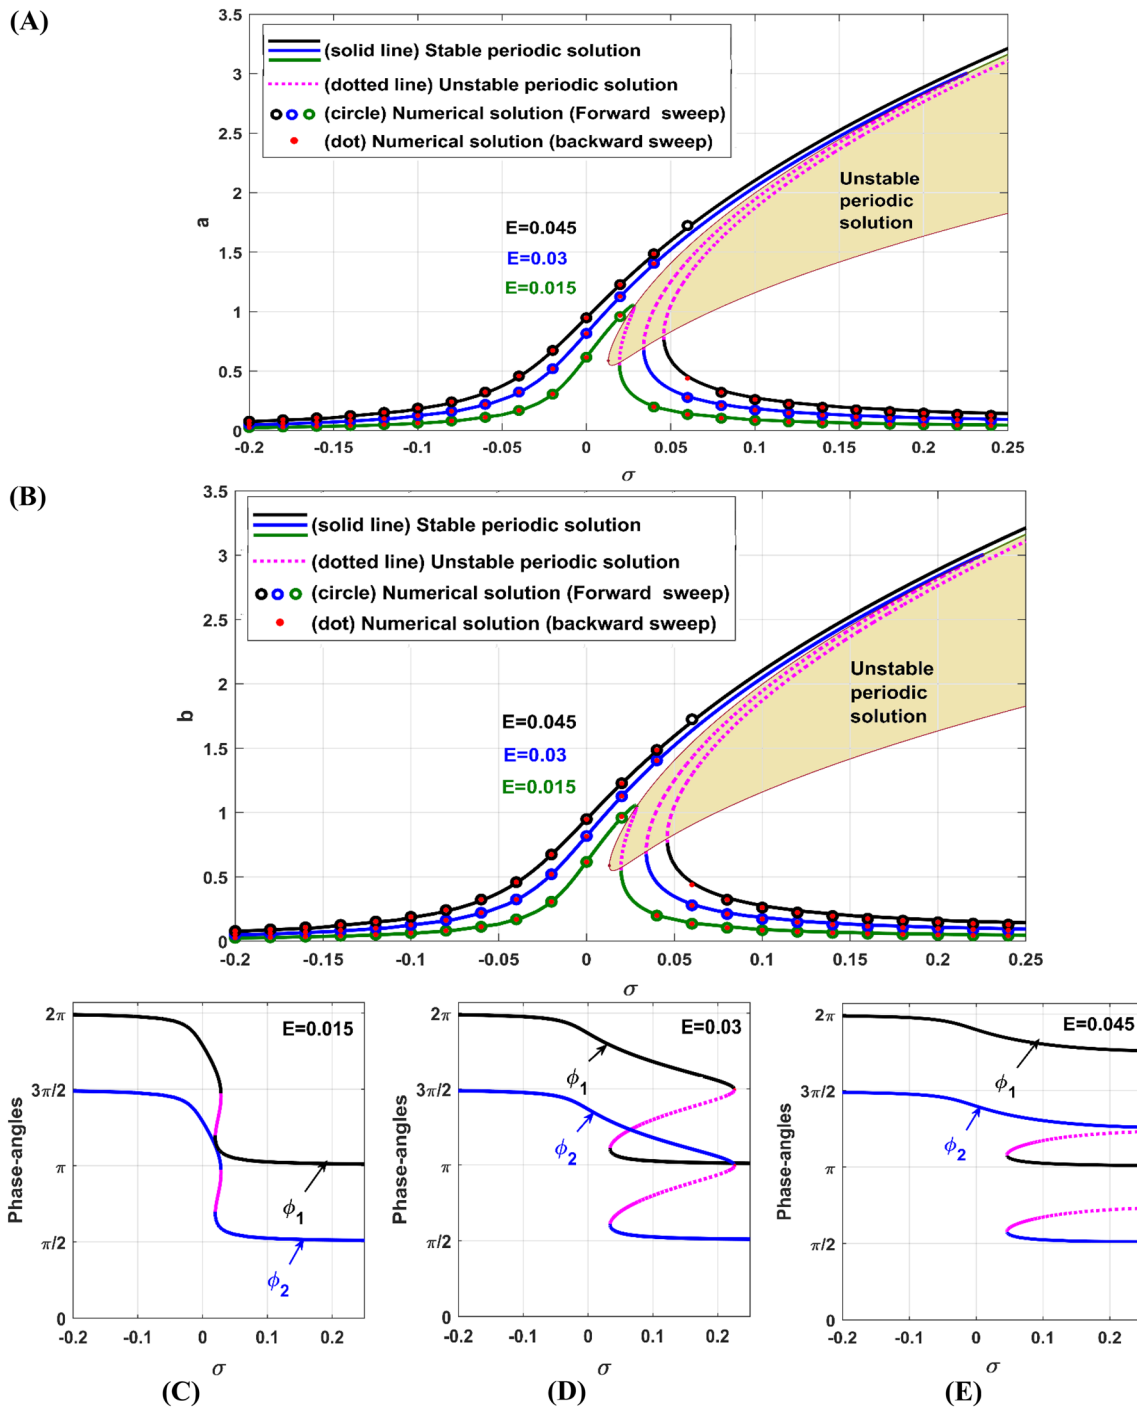 (A)
3.5
3
2.5
2
1.5
1
0.5
0
a
(solid line) Stable periodic solution
(dotted line) Unstable periodic solution
(circle) Numerical solution (Forward sweep)
(dot) Numerical solution (backward sweep)
Unstable
periodic
solution
E=0.045
E=0.03
E=0.015
-0.2 -0.15 -0.1 -0.05 0 0.05 0.1 0.15 0.2 0.25
σ
(B)
3.5
3
2.5
2
1.5
1
0.5
0
b
(solid line) Stable periodic solution
(dotted line) Unstable periodic solution
(circle) Numerical solution (Forward sweep)
(dot) Numerical solution (backward sweep)
Unstable
periodic
solution
E=0.045
E=0.03
E=0.015
-0.2 -0.15 -0.1 -0.05 0 0.05 0.1 0.15 0.2 0.25
σ
2π
3π/2
π
π/2
0
Phase-angles
E=0.015
ϕ1
ϕ2
-0.2 -0.1 0 0.1 0.2
σ
(C)
2π
3π/2
π
π/2
0
Phase-angles
E=0.03
ϕ1
ϕ2
-0.2 -0.1 0 0.1 0.2
σ
(D)
2π
3π/2
π
π/2
0
Phase-angles
E=0.045
ϕ1
ϕ2
-0.2 -0.1 0 0.1 0.2
σ
(E)